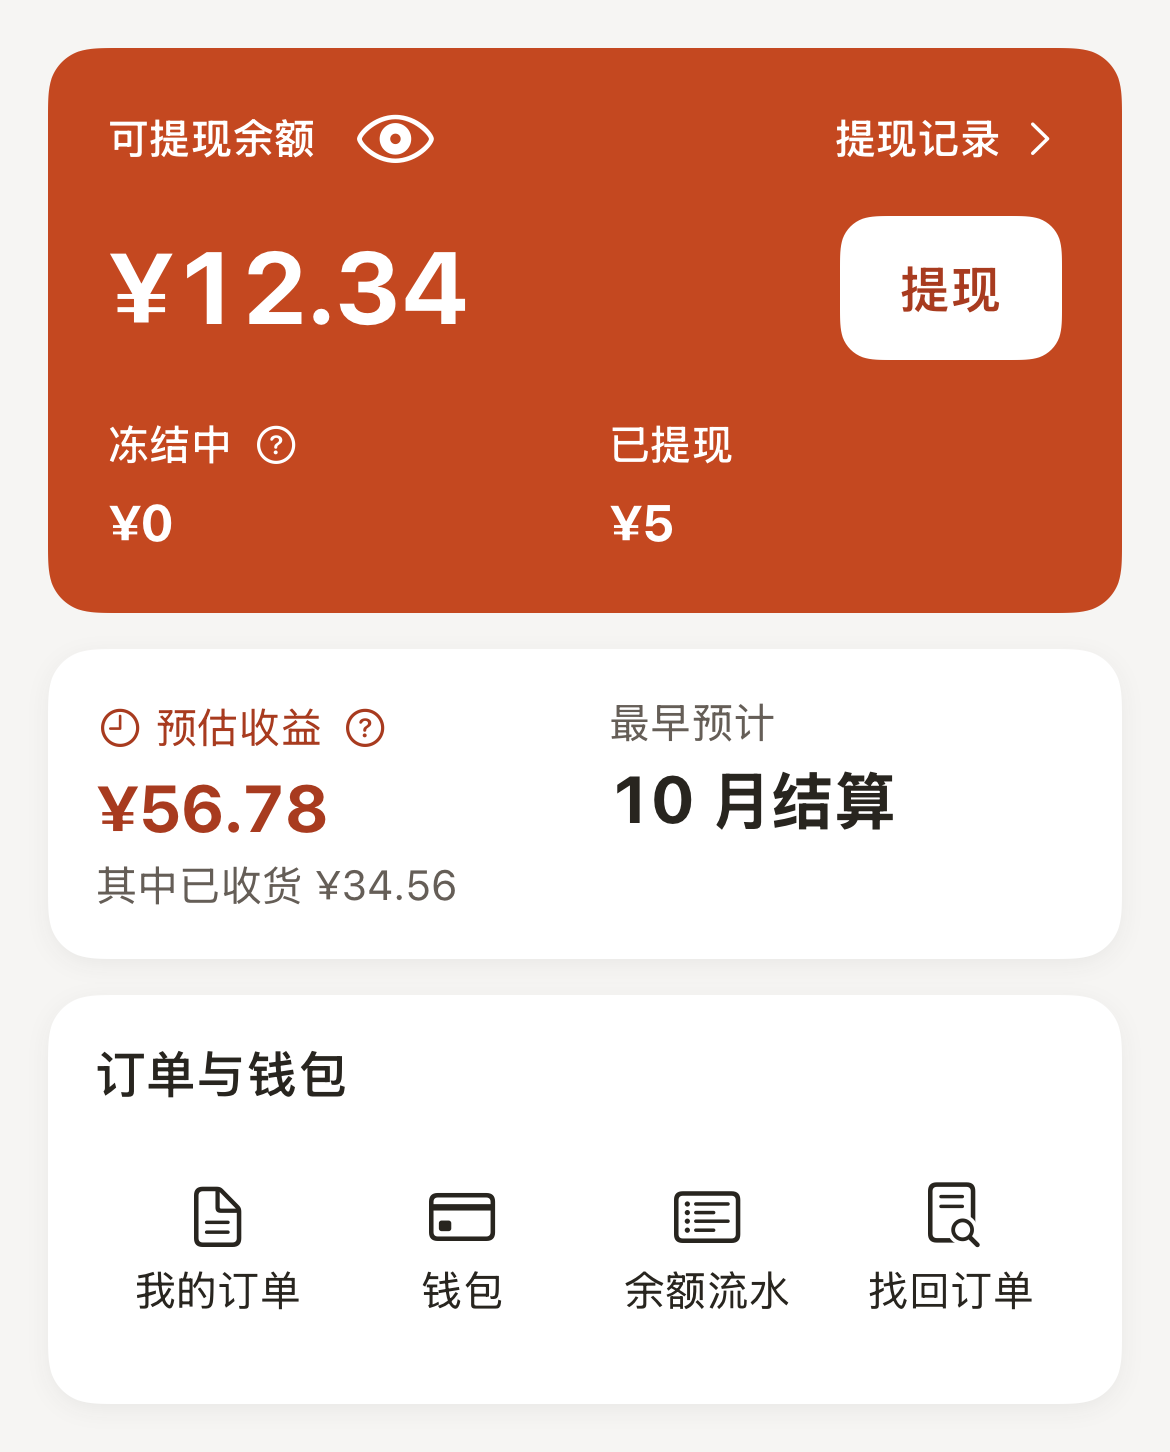 可提现余额
提现记录
¥12.34
提现
冻结中
已提现
¥0
¥5
预估收益
¥56.78
其中已收货 ¥34.56
最早预计
10 月结算
订单与钱包
我的订单
钱包
余额流水
找回订单